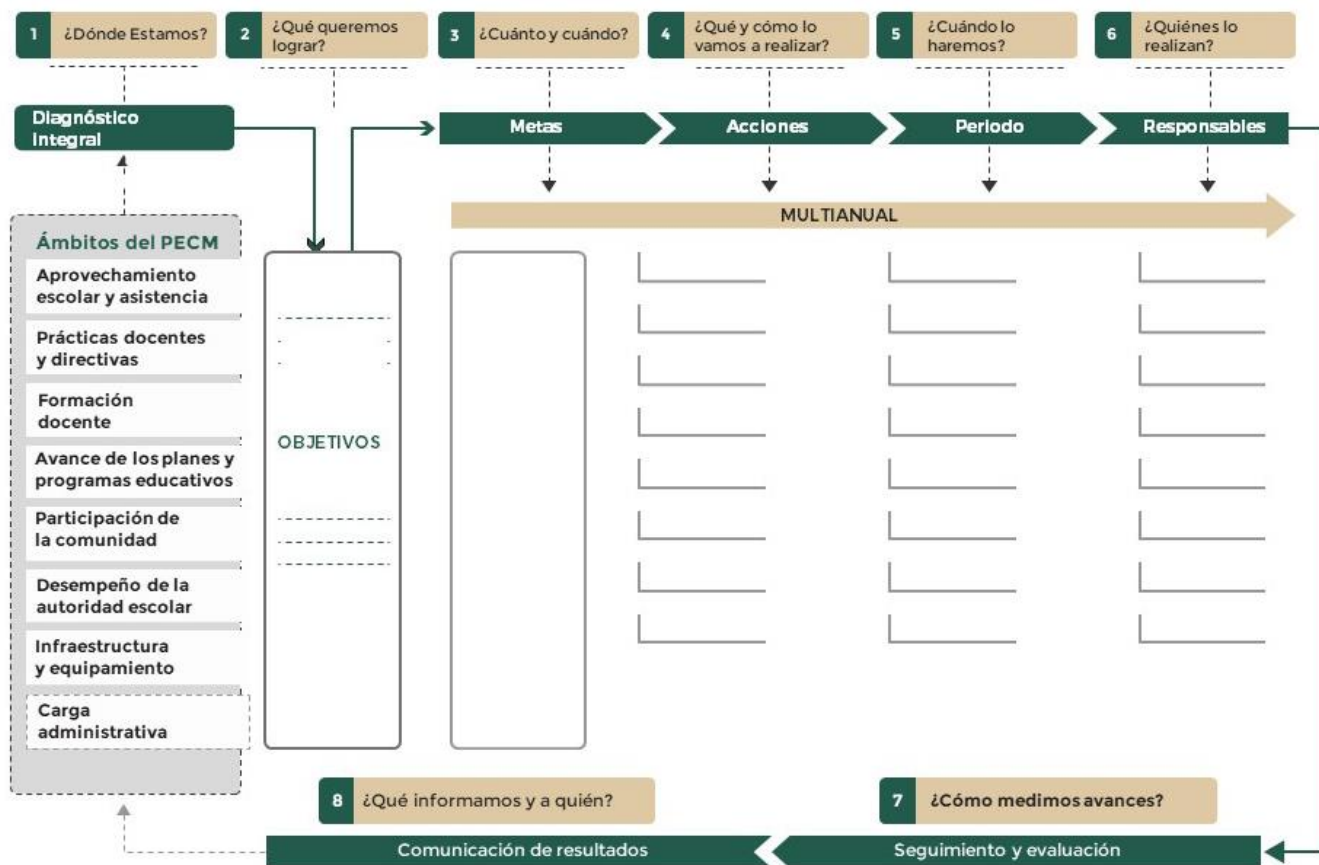 1 ¿Dónde Estamos?
2 ¿Qué queremos
lograr?
3 ¿Cuánto y cuándo?
4 ¿Qué y cómo lo
vamos a realizar?
5 ¿Cuándo lo
haremos?
6 ¿Quiénes lo
realizan?
Diagnóstico
Integral
Metas
Acciones
Periodo
Responsables
MULTIANUAL
Ámbitos del PECM
Aprovechamiento
escolar y asistencia
Prácticas docentes
y directivas
Formación
docente
Avance de los planes y
programas educativos
Participación de
la comunidad
Desempeño de la
autoridad escolar
Infraestructura
y equipamiento
Carga
administrativa
OBJETIVOS
8 ¿Qué informamos y a quién?
7 ¿Cómo medimos avances?
Comunicación de resultados
Seguimiento y evaluación